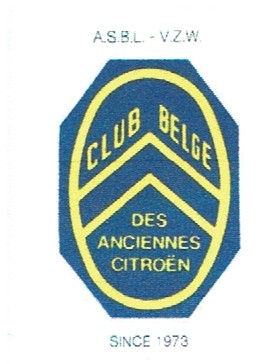 A.S.B.L. - V.Z.W.
CLUB BELGE
DES
ANCIENNES
CITROËN
SINCE 1973